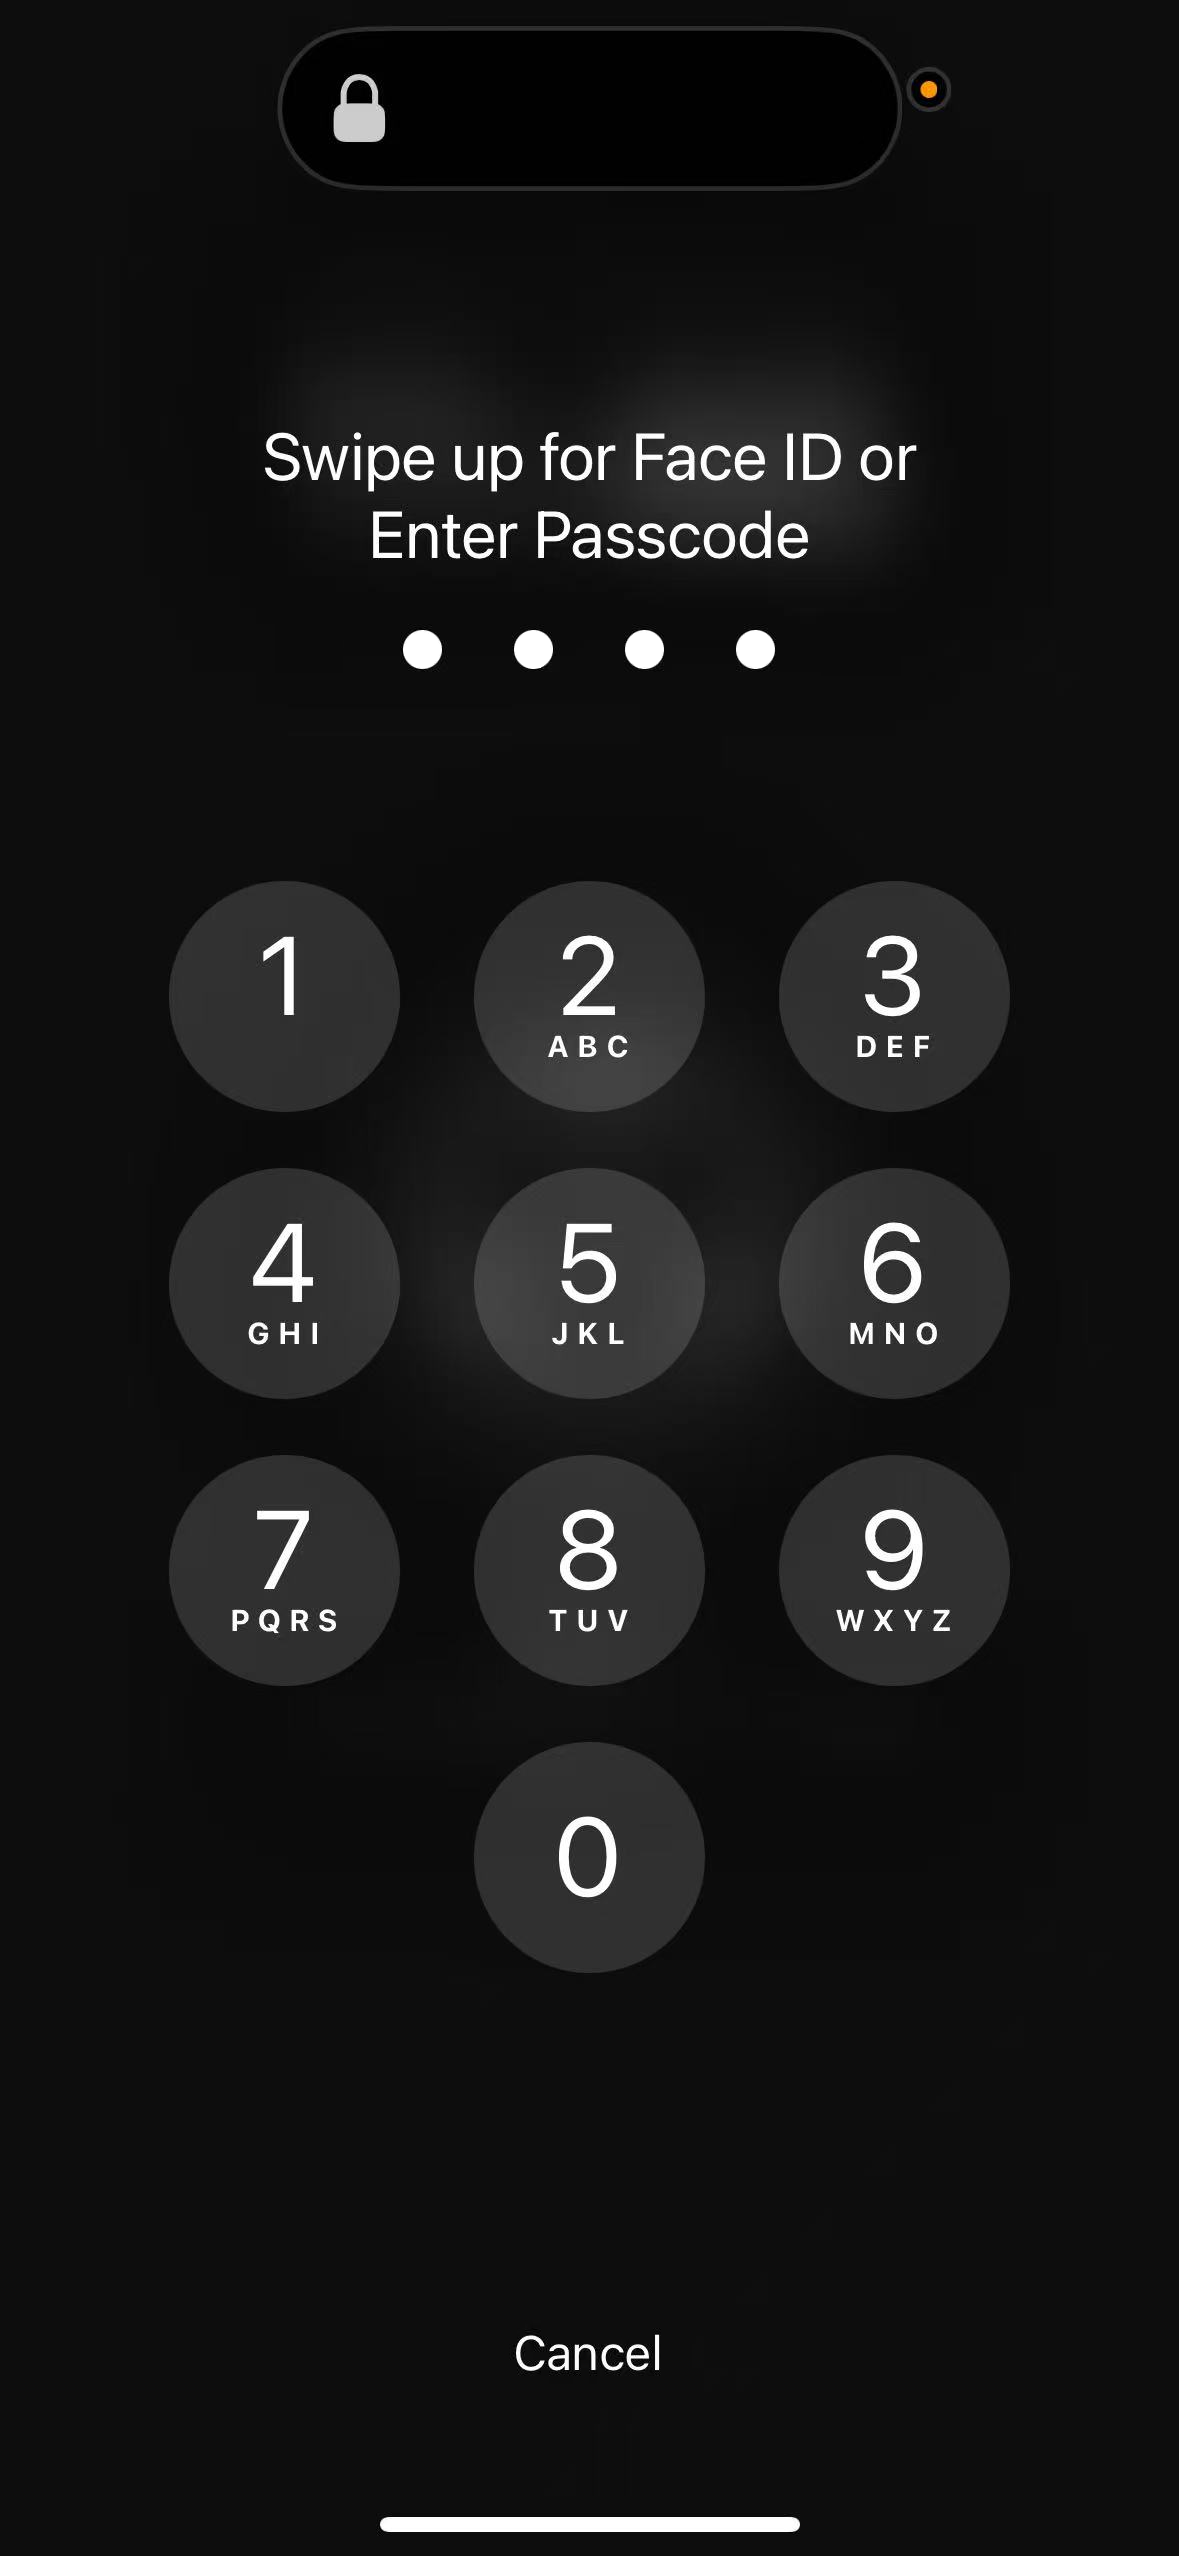 Swipe up for Face ID or
Enter Passcode
1
2
ABC
3
DEF
4
GHI
5
JKL
6
MNO
7
PQRS
8
TUV
9
WXYZ
0
Cancel